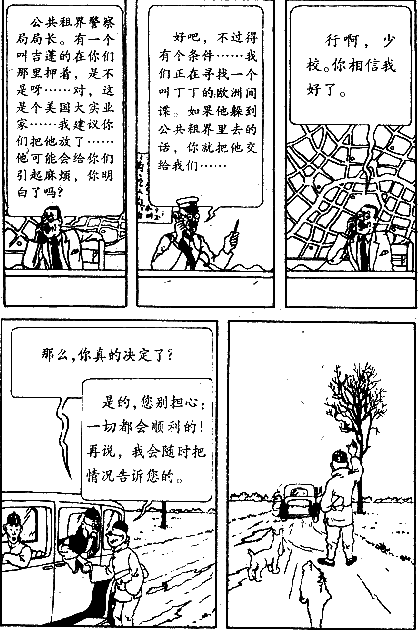 公共租界警察
局局长。有一个
叫吉逢的在你们
那里押着，是不
是呀……对，这
是个美国大实业
家……我建议你
们把他放了……
他可能会给你们
引起麻烦，你明
白了吗？
好吧，不过得
有个条件……我
们正在寻找一个
叫丁丁的欧洲间
谍。如果他躲到
公共租界里去的
话，你就把他交
给我们……
行啊，少
校。你相信我
好了。
那么，你真的决定了？
是的，您别担心；
一切都会顺利的！
再说，我会随时把
情况告诉您的。